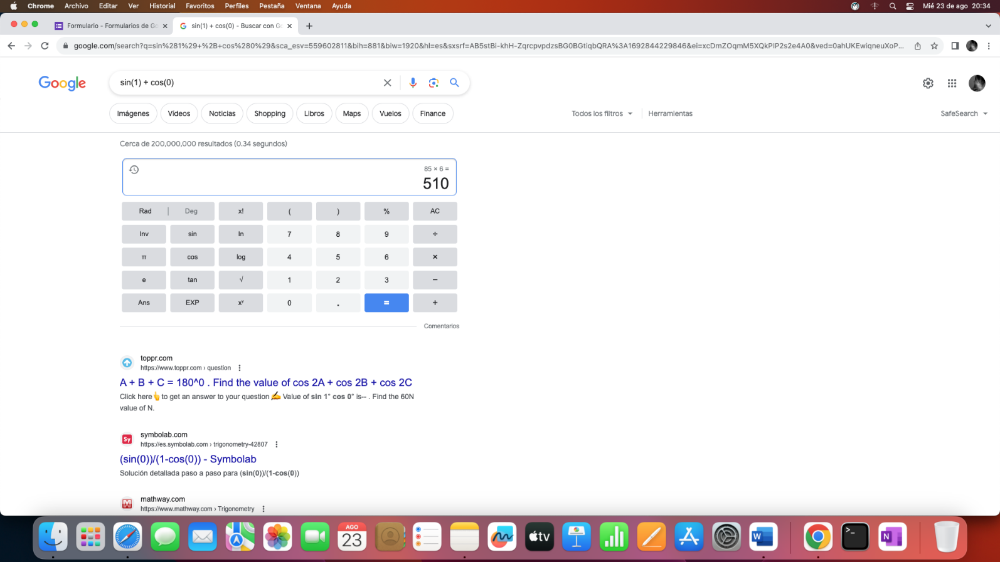 Chrome Archivo Editar Ver Historial Favoritos Perfiles Pestaña Ventana Ayuda Mié 23 de ago 20:34
Formulario - Formularios de Go sin(1) + cos(0) - Buscar con Go
google.com/search?q=sin%281%29+%2B+cos%280%29&sca_esv=559602811&bih=881&biw=1920&hl=es&sxsrf=AB5stBi-khH-ZqrcpvpdzsBG0BGtiqbQRA%3A1692844229846&ei=xcDmZOqmM5XQkPIP2s2e4A0&ved=0ahUKEwiqneuXoP...
Google sin(1) + cos(0)
Imágenes Videos Noticias Shopping Libros Maps Vuelos Finance Todos los filtros Herramientas SafeSearch
Cerca de 200,000,000 resultados (0.34 segundos)
85 × 6 =
510
Rad | Deg x! ( ) % AC
Inv sin ln 7 8 9 ÷
π cos log 4 5 6 ×
e tan √ 1 2 3 −
Ans EXP xʸ 0 . = +
Comentarios
toppr.com
https://www.toppr.com › question
A + B + C = 180^0 . Find the value of cos 2A + cos 2B + cos 2C
Click here👆to get an answer to your question ✍️ Value of sin 1° cos 0° is-- . Find the 60N
value of N.
Sy symbolab.com
https://es.symbolab.com › trigonometry-42807
(sin(0))/(1-cos(0)) - Symbolab
Solución detallada paso a paso para (sin(0))/(1-cos(0))
M mathway.com
https://www.mathway.com › Trigonometry
AGO
23
tv
W
>_
N